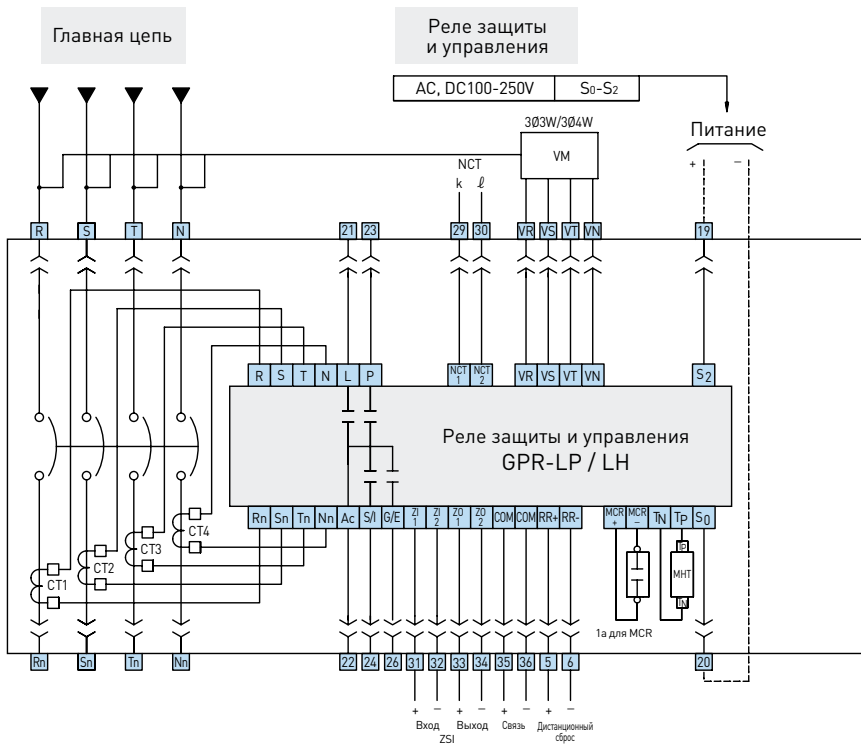 Главная цепь
Реле защиты
и управления
AC, DC100-250V S0-S2
3Ø3W/3Ø4W
Питание
VM
NCT
+ –
k ℓ
R S T N 21 23 29 30 VR VS VT VN 19
R S T N L P NCT 1 NCT 2 VR VS VT VN S2
Реле защиты и управления
GPR-LP / LH
Rn Sn Tn Nn Ac S/I G/E ZI 1 ZI 2 ZO 1 ZO 2 COM COM RR+ RR- MCR + MCR – TN TP S0
CT1 CT2 CT3 CT4
TP
MHT
TN
1a для MCR
Rn Sn Tn Nn 22 24 26 31 32 33 34 35 36 5 6 20
+ – + – + – + –
Вход Выход Связь Дистанционный
сброс
ZSI